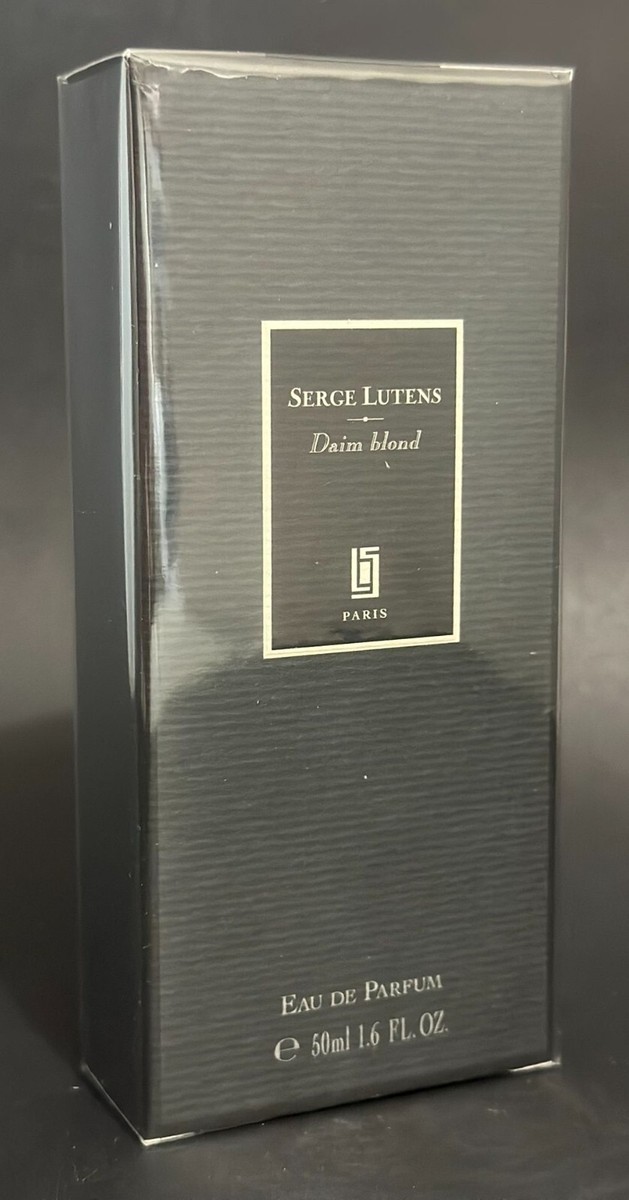 SERGE LUTENS
Daim blond
PARIS
EAU DE PARFUM
℮ 50ml 1.6 FL. OZ.